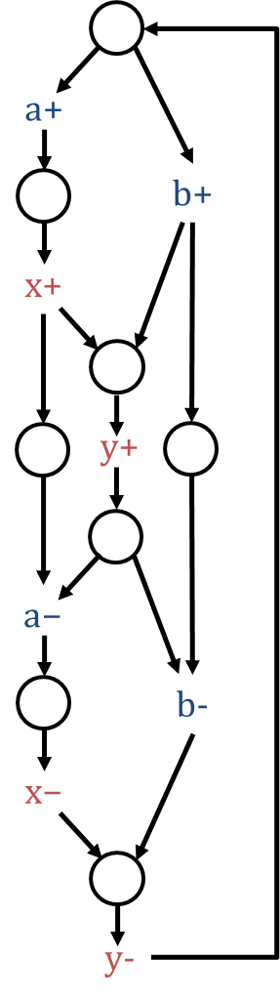 a+
b+
x+
y+
a−
b-
x−
y-